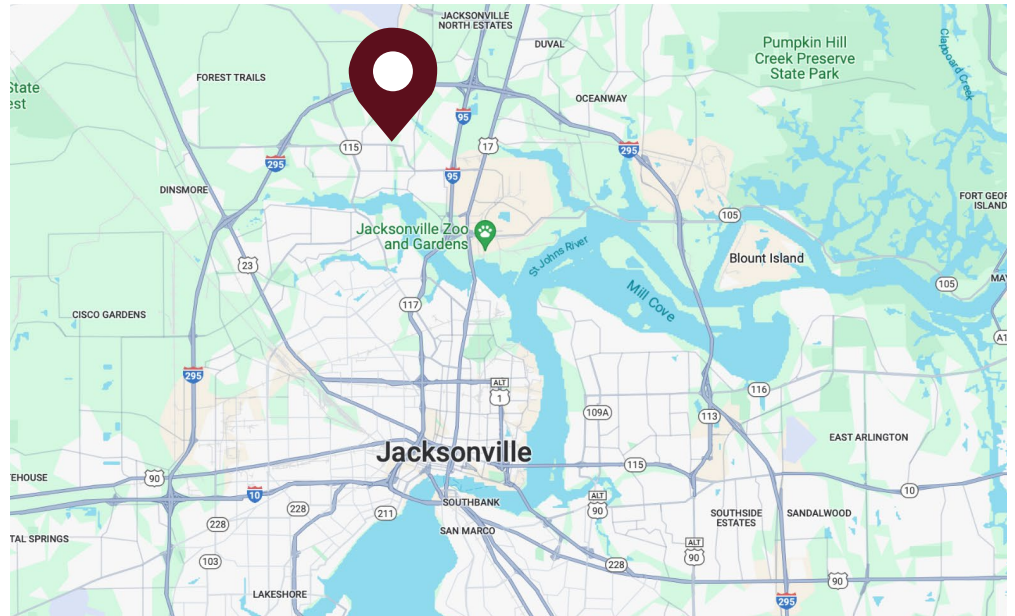 JACKSONVILLE
NORTH ESTATES
DUVAL
Pumpkin Hill
Creek Preserve
State Park
Clapboard Creek
FOREST TRAILS
State
est
OCEANWAY
95
115
17
295
295
95
DINSMORE
FORT GEOR
ISLAND
105
Jacksonville Zoo
and Gardens
St Johns River
Blount Island
23
Mill Cove
105
MAY
117
CISCO GARDENS
A1
295
ALT
1
116
109A
113
EAST ARLINGTON
Jacksonville
115
TEHOUSE
90
10
10
ALT
90
SOUTHBANK
211
228
228
SOUTHSIDE
ESTATES
SANDALWOOD
SAN MARCO
TAL SPRINGS
ALT
90
103
228
90
LAKESHORE
295